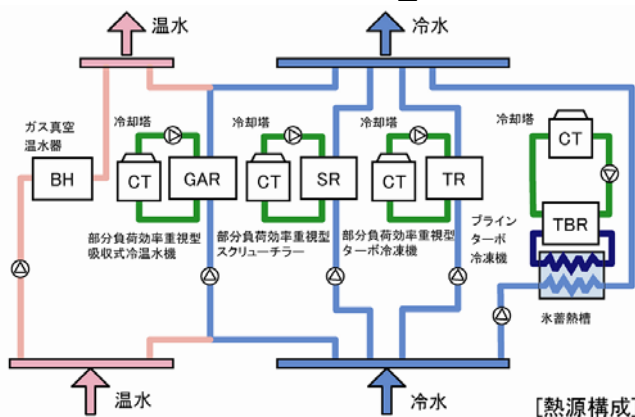 温水
冷水
ガス真空
温水器
BH
冷却塔
CT
GAR
部分負荷効率重視型
吸収式冷温水機
冷却塔
CT
SR
部分負荷効率重視型
スクリューチラー
冷却塔
CT
TR
部分負荷効率重視型
ターボ冷凍機
冷却塔
CT
TBR
ブライン
ターボ
冷凍機
氷蓄熱槽
温水
冷水
[熱源構成]